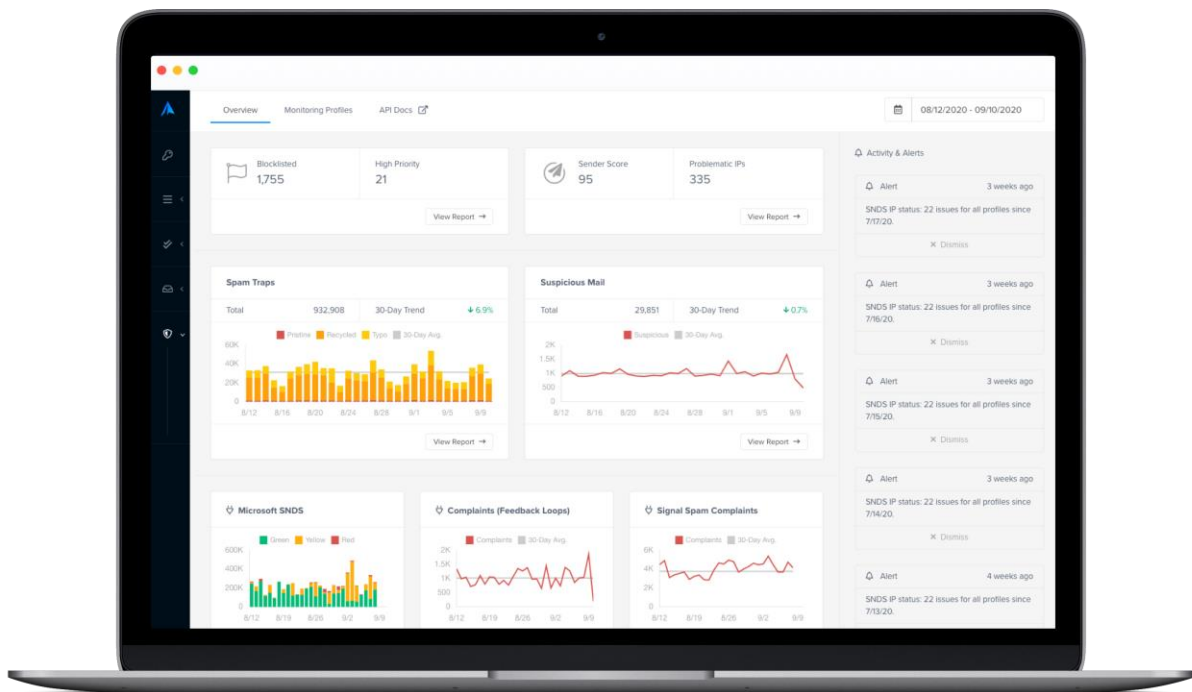 Overview Monitoring Profiles API Docs
08/12/2020 - 09/10/2020
Blocklisted
1,755
High Priority
21
View Report →
Sender Score
95
Problematic IPs
335
View Report →
Spam Traps
Total 932,908 30-Day Trend ↓ 6.9%
Pristine Recycled Typo 30-Day Avg.
60K
40K
20K
0
8/12 8/16 8/20 8/24 8/28 9/1 9/5 9/9
View Report →
Suspicious Mail
Total 29,851 30-Day Trend ↓ 0.7%
Suspicious 30-Day Avg.
2K
1.5K
1K
500
0
8/12 8/16 8/20 8/24 8/28 9/1 9/5 9/9
View Report →
Microsoft SNDS
Green Yellow Red
600K
400K
200K
0
8/12 8/19 8/26 9/2 9/9
Complaints (Feedback Loops)
Complaints 30-Day Avg.
2K
1.5K
1K
500
0
8/12 8/19 8/26 9/2 9/9
Signal Spam Complaints
Complaints 30-Day Avg.
6K
4K
2K
0
8/12 8/19 8/26 9/2 9/9
Activity & Alerts
Alert 3 weeks ago
SNDS IP status: 22 issues for all profiles since
7/17/20.
× Dismiss
Alert 3 weeks ago
SNDS IP status: 22 issues for all profiles since
7/16/20.
× Dismiss
Alert 3 weeks ago
SNDS IP status: 22 issues for all profiles since
7/15/20.
× Dismiss
Alert 3 weeks ago
SNDS IP status: 22 issues for all profiles since
7/14/20.
× Dismiss
Alert 4 weeks ago
SNDS IP status: 22 issues for all profiles since
7/13/20.